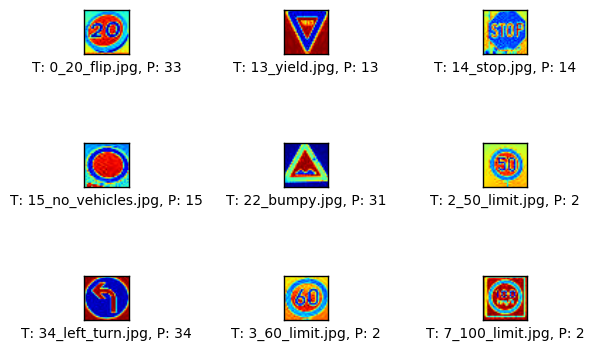 20
T: 0_20_flip.jpg, P: 33
T: 13_yield.jpg, P: 13
STOP
T: 14_stop.jpg, P: 14
T: 15_no_vehicles.jpg, P: 15
T: 22_bumpy.jpg, P: 31
50
T: 2_50_limit.jpg, P: 2
T: 34_left_turn.jpg, P: 34
60
T: 3_60_limit.jpg, P: 2
T: 7_100_limit.jpg, P: 2